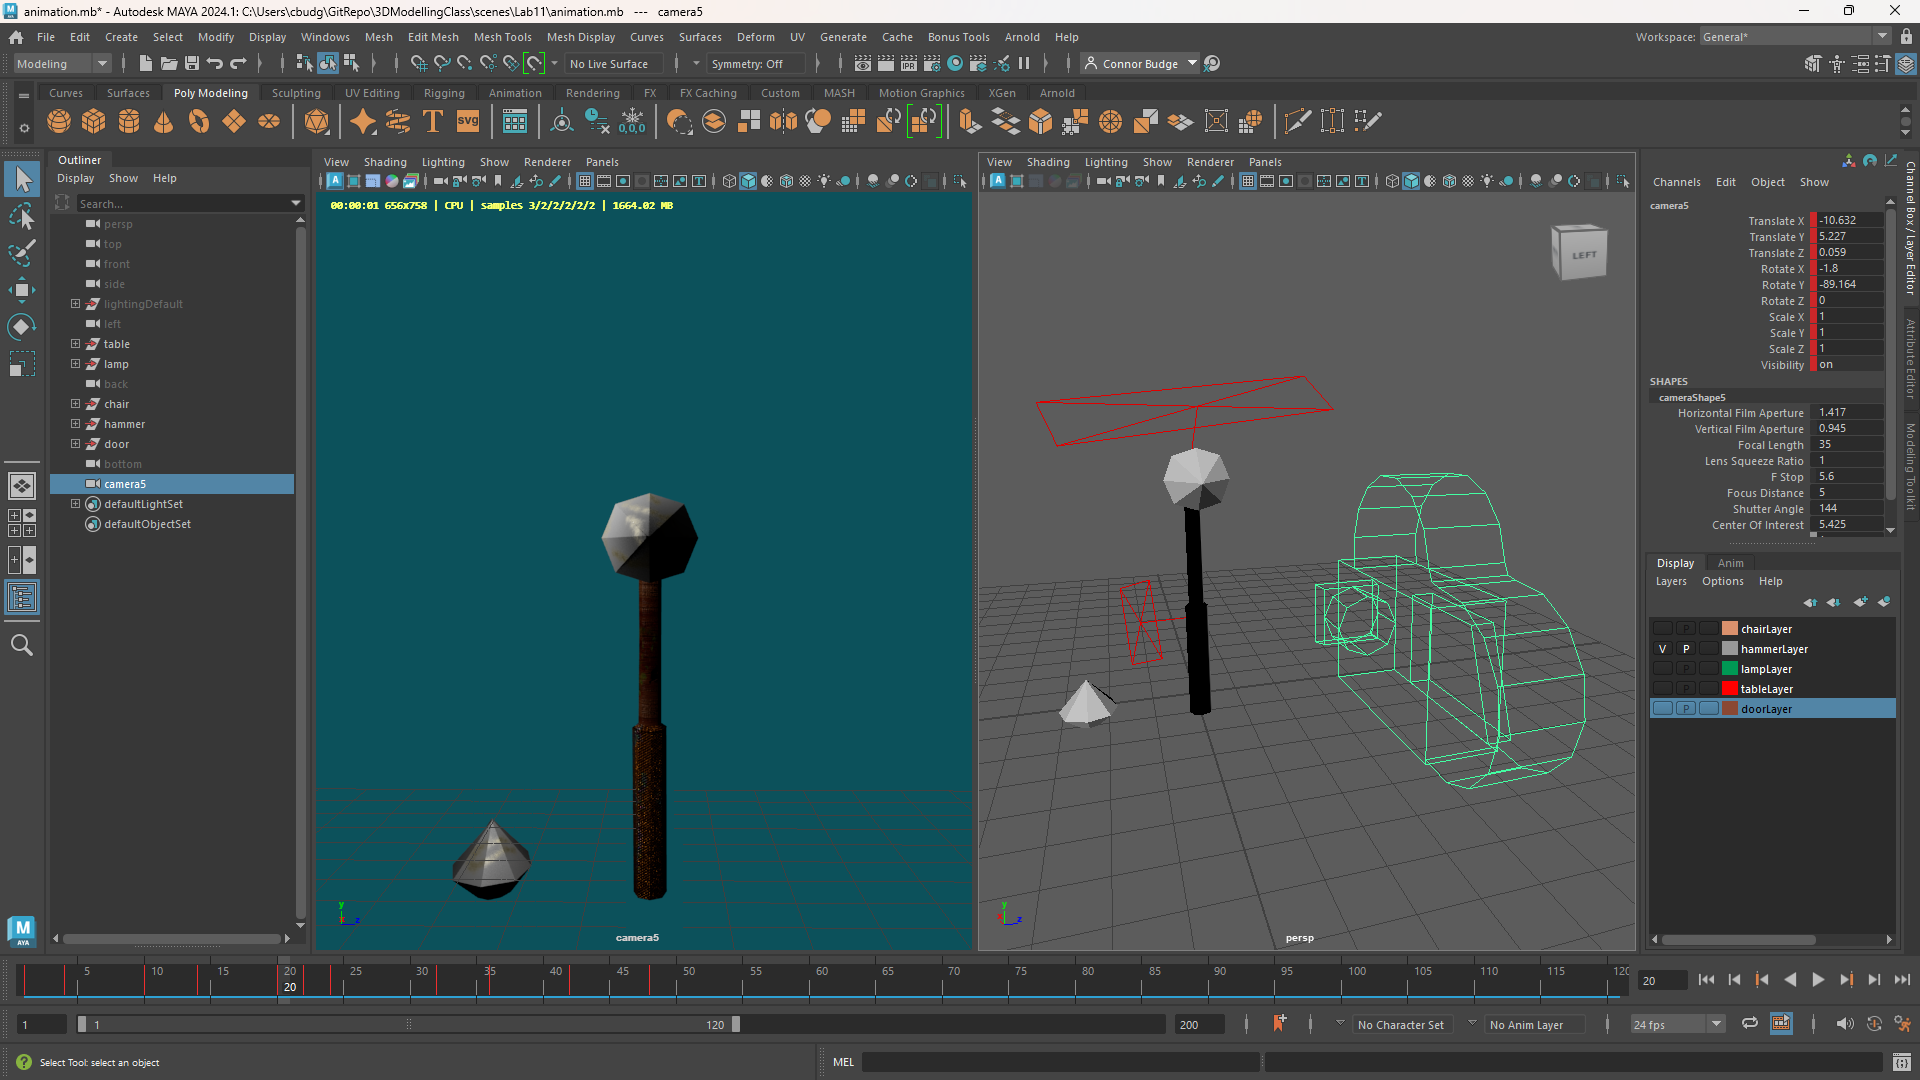 animation.mb* - Autodesk MAYA 2024.1: C:\Users\cbudg\GitRepo\3DModellingClass\scenes\Lab11\animation.mb   ---   camera5
File Edit Create Select Modify Display Windows Mesh Edit Mesh Mesh Tools Mesh Display Curves Surfaces Deform UV Generate Cache Bonus Tools Arnold Help
Workspace: General*
Modeling
No Live Surface
Symmetry: Off
Connor Budge
Curves Surfaces Poly Modeling Sculpting UV Editing Rigging Animation Rendering FX FX Caching Custom MASH Motion Graphics XGen Arnold
Outliner
Display Show Help
Search...
persp
top
front
side
lightingDefault
left
table
lamp
back
chair
hammer
door
bottom
camera5
defaultLightSet
defaultObjectSet
View Shading Lighting Show Renderer Panels
00:00:01 656x758 | CPU | samples 3/2/2/2/2/2 | 1664.02 MB
camera5
View Shading Lighting Show Renderer Panels
LEFT
persp
Channels Edit Object Show
camera5
Translate X -10.632
Translate Y 5.227
Translate Z 0.059
Rotate X -1.8
Rotate Y -89.164
Rotate Z 0
Scale X 1
Scale Y 1
Scale Z 1
Visibility on
SHAPES
cameraShape5
Horizontal Film Aperture 1.417
Vertical Film Aperture 0.945
Focal Length 35
Lens Squeeze Ratio 1
F Stop 5.6
Focus Distance 5
Shutter Angle 144
Center Of Interest 5.425
Channel Box / Layer Editor
Attribute Editor
Modeling Toolkit
Display Anim
Layers Options Help
P chairLayer
V P hammerLayer
P lampLayer
P tableLayer
P doorLayer
5 10 15 20 25 30 35 40 45 50 55 60 65 70 75 80 85 90 95 100 105 110 115 120
20
20
1
1
120
200
No Character Set
No Anim Layer
24 fps
Select Tool: select an object
MEL